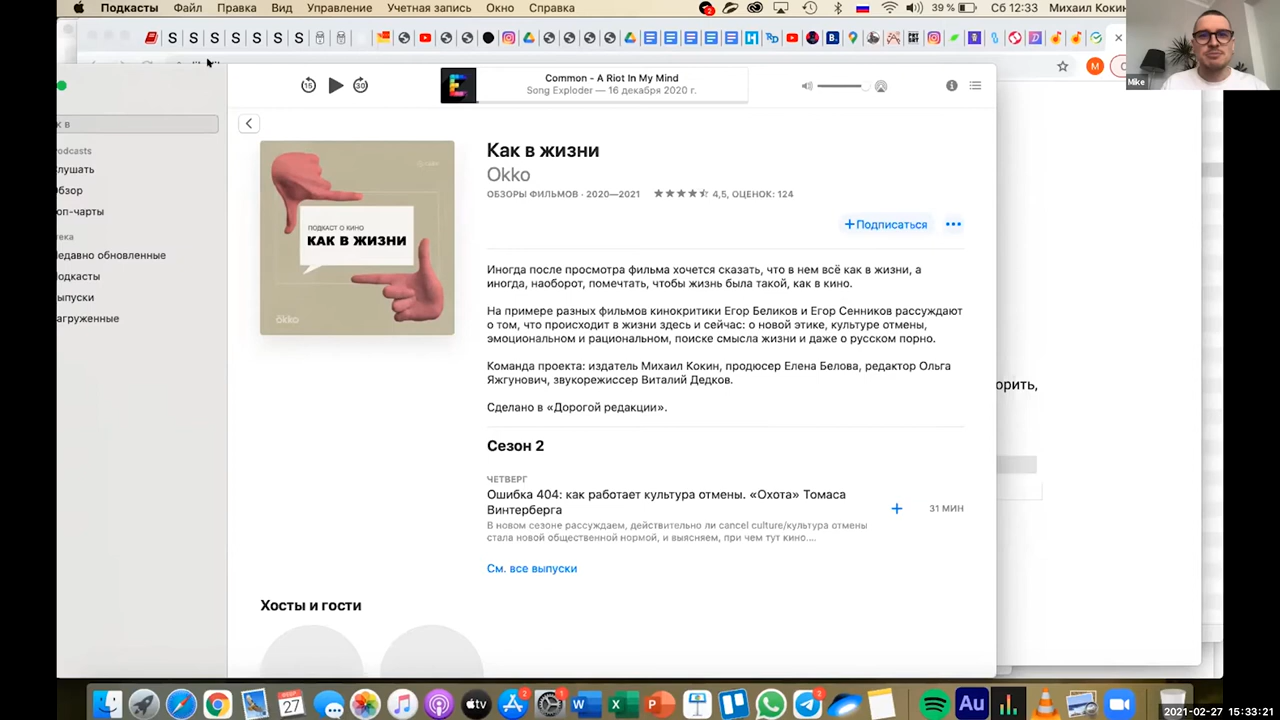 Подкасты Файл Правка Вид Управление Учетная запись Окно Справка
39 % Сб 12:33 Михаил Кокин
Mike
15 30
Common - A Riot In My Mind
Song Exploder — 16 декабря 2020 г.
к в
odcasts
лушать
бзор
оп-чарты
тека
едавно обновленные
одкасты
ыпуски
агруженные
ПОДКАСТ О КИНО
КАК В ЖИЗНИ
okko
Как в жизни
Okko
ОБЗОРЫ ФИЛЬМОВ · 2020—2021 4,5, ОЦЕНОК: 124
+ Подписаться
Иногда после просмотра фильма хочется сказать, что в нем всё как в жизни, а
иногда, наоборот, помечтать, чтобы жизнь была такой, как в кино.
На примере разных фильмов кинокритики Егор Беликов и Егор Сенников рассуждают
о том, что происходит в жизни здесь и сейчас: о новой этике, культуре отмены,
эмоциональном и рациональном, поиске смысла жизни и даже о русском порно.
Команда проекта: издатель Михаил Кокин, продюсер Елена Белова, редактор Ольга
Яжгунович, звукорежиссер Виталий Дедков.
Сделано в «Дорогой редакции».
орить,
Сезон 2
ЧЕТВЕРГ
Ошибка 404: как работает культура отмены. «Охота» Томаса
Винтерберга
+ 31 МИН
В новом сезоне рассуждаем, действительно ли cancel culture/культура отмены
стала новой общественной нормой, и выясняем, при чем тут кино....
См. все выпуски
Хосты и гости
2021-02-27 15:33:21